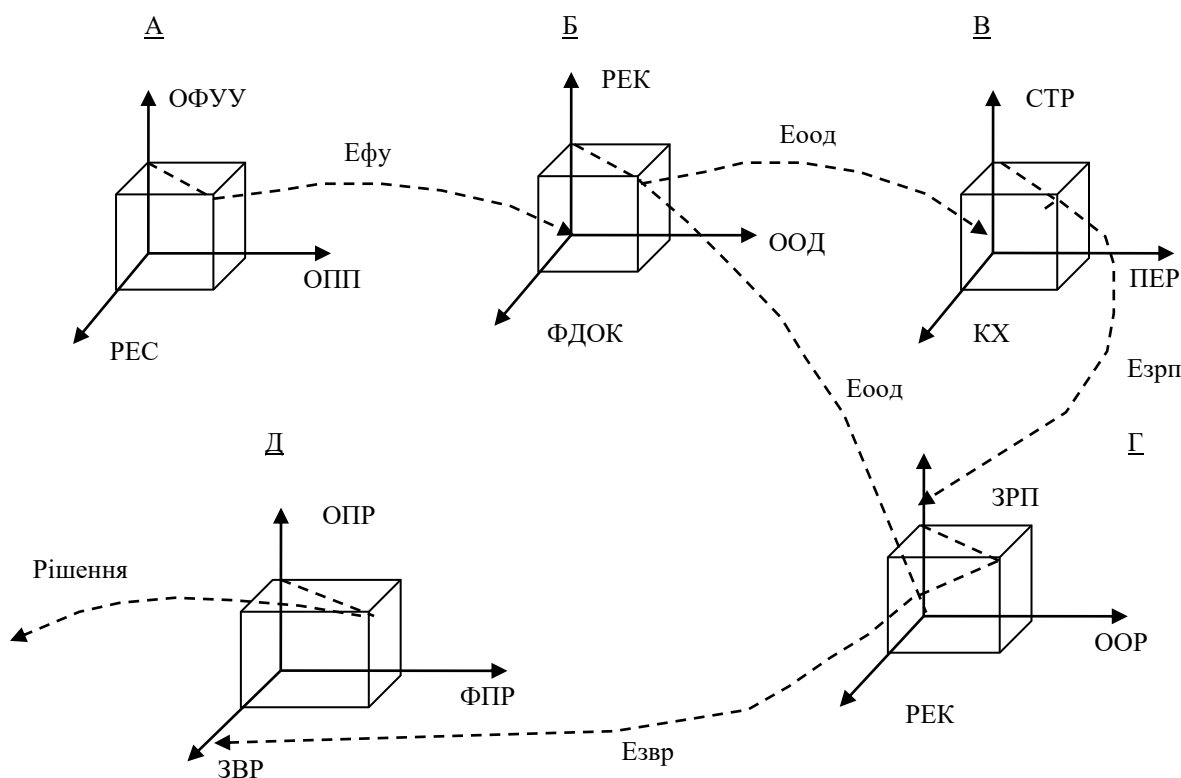 А
Б
В
ОФУУ
РЕК
СТР
Ефу
Еоод
ОПП
ООД
ПЕР
РЕС
ФДОК
КХ
Езрп
Еоод
Д
Г
ОПР
ЗРП
Рішення
ФПР
ООР
РЕК
ЗВР
Езвр